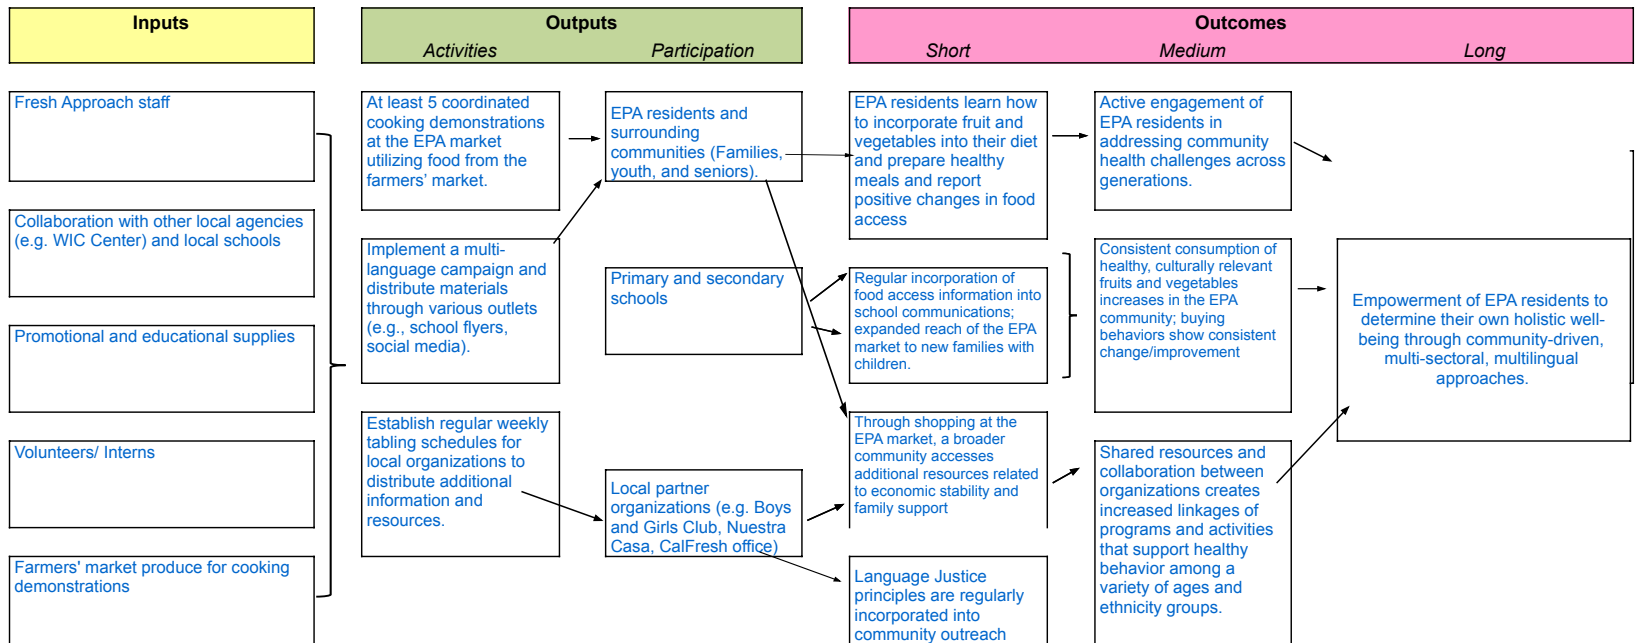 Inputs
Outputs
Activities
Participation
Outcomes
Short
Medium
Long
Fresh Approach staff
Collaboration with other local agencies
(e.g. WIC Center) and local schools
Promotional and educational supplies
Volunteers/ Interns
Farmers' market produce for cooking
demonstrations
At least 5 coordinated
cooking demonstrations
at the EPA market
utilizing food from the
farmers’ market.
Implement a multi-
language campaign and
distribute materials
through various outlets
(e.g., school flyers,
social media).
Establish regular weekly
tabling schedules for
local organizations to
distribute additional
information and
resources.
EPA residents and
surrounding
communities (Families,
youth, and seniors).
Primary and secondary
schools
Local partner
organizations (e.g. Boys
and Girls Club, Nuestra
Casa, CalFresh office)
EPA residents learn how
to incorporate fruit and
vegetables into their diet
and prepare healthy
meals and report
positive changes in food
access
Regular incorporation of
food access information into
school communications;
expanded reach of the EPA
market to new families with
children.
Through shopping at the
EPA market, a broader
community accesses
additional resources related
to economic stability and
family support
Language Justice
principles are regularly
incorporated into
community outreach
Active engagement of
EPA residents in
addressing community
health challenges across
generations.
Consistent consumption of
healthy, culturally relevant
fruits and vegetables
increases in the EPA
community; buying
behaviors show consistent
change/improvement
Shared resources and
collaboration between
organizations creates
increased linkages of
programs and activities
that support healthy
behavior among a
variety of ages and
ethnicity groups.
Empowerment of EPA residents to
determine their own holistic well-
being through community-driven,
multi-sectoral, multilingual
approaches.